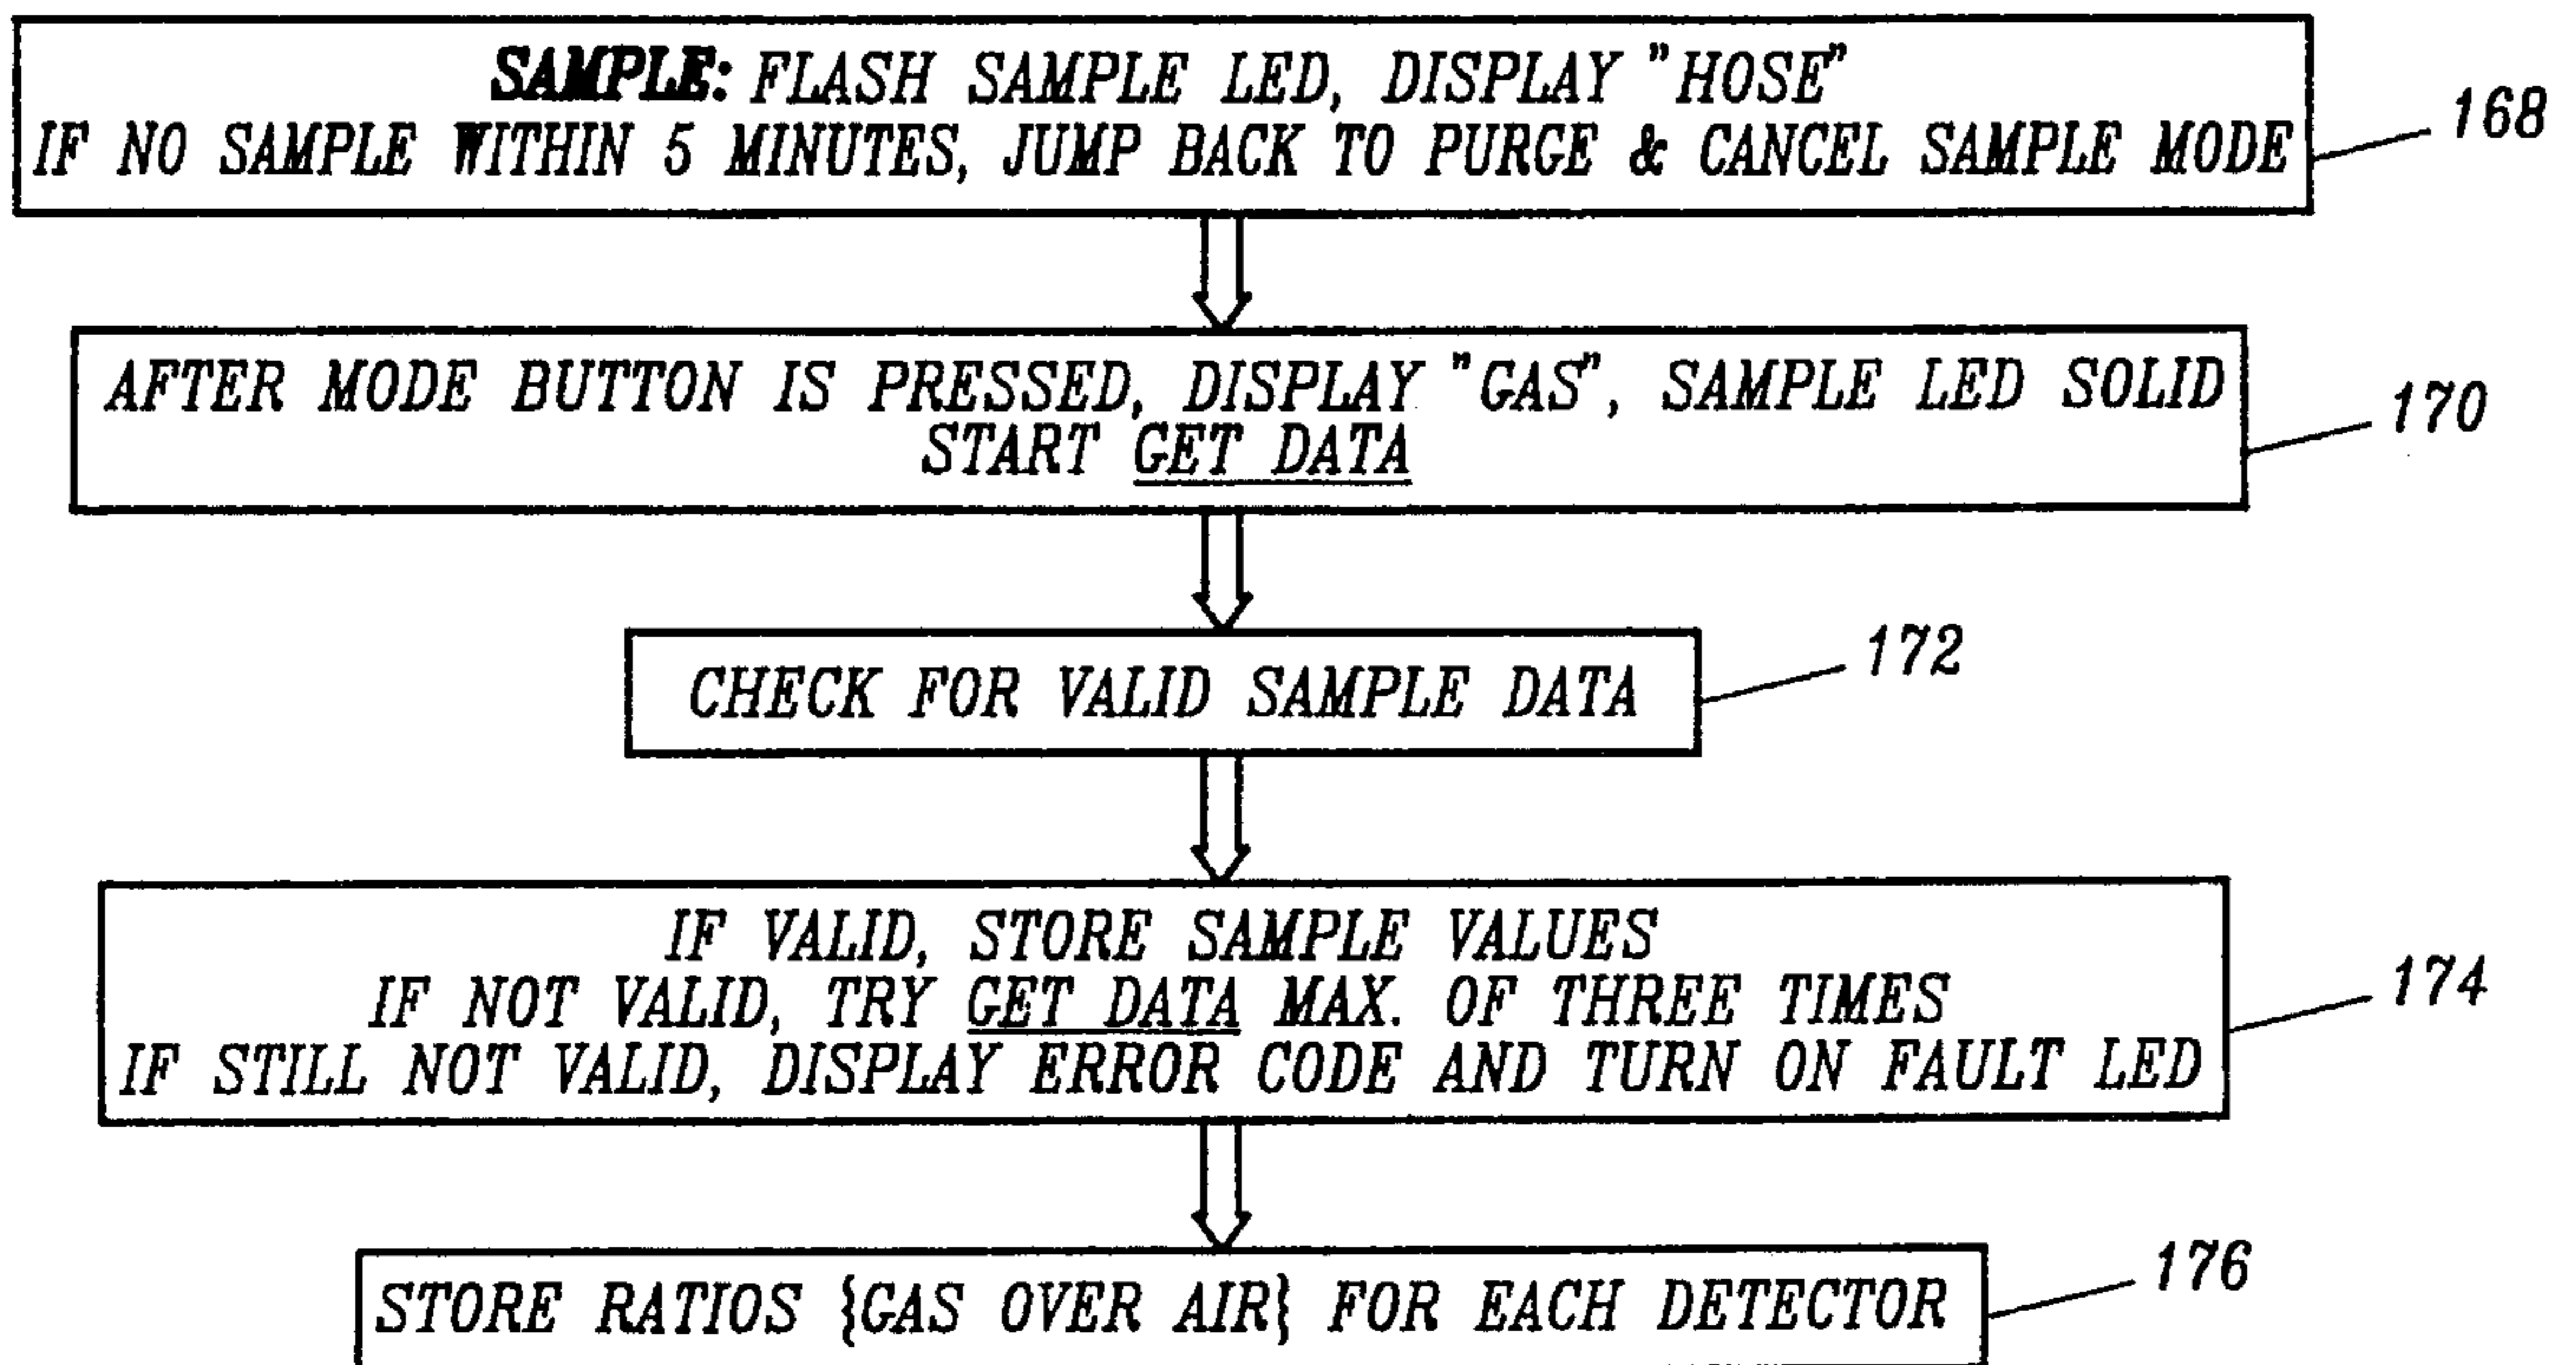 SAMPLE: FLASH SAMPLE LED, DISPLAY "HOSE"
IF NO SAMPLE WITHIN 5 MINUTES, JUMP BACK TO PURGE & CANCEL SAMPLE MODE
168
AFTER MODE BUTTON IS PRESSED, DISPLAY "GAS", SAMPLE LED SOLID
START GET DATA
170
CHECK FOR VALID SAMPLE DATA
172
IF VALID, STORE SAMPLE VALUES
IF NOT VALID, TRY GET DATA MAX. OF THREE TIMES
IF STILL NOT VALID, DISPLAY ERROR CODE AND TURN ON FAULT LED
174
STORE RATIOS {GAS OVER AIR} FOR EACH DETECTOR
176